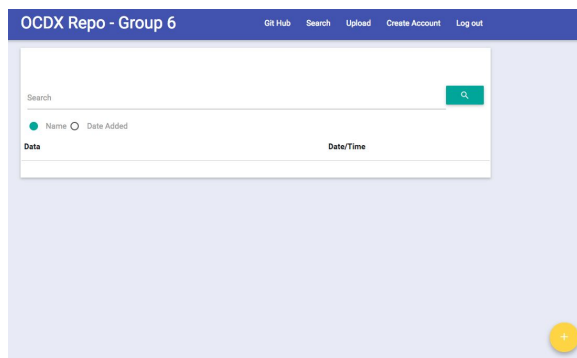 OCDX Repo - Group 6 Git Hub Search Upload Create Account Log out
Search
Name Date Added
Data Date/Time
+